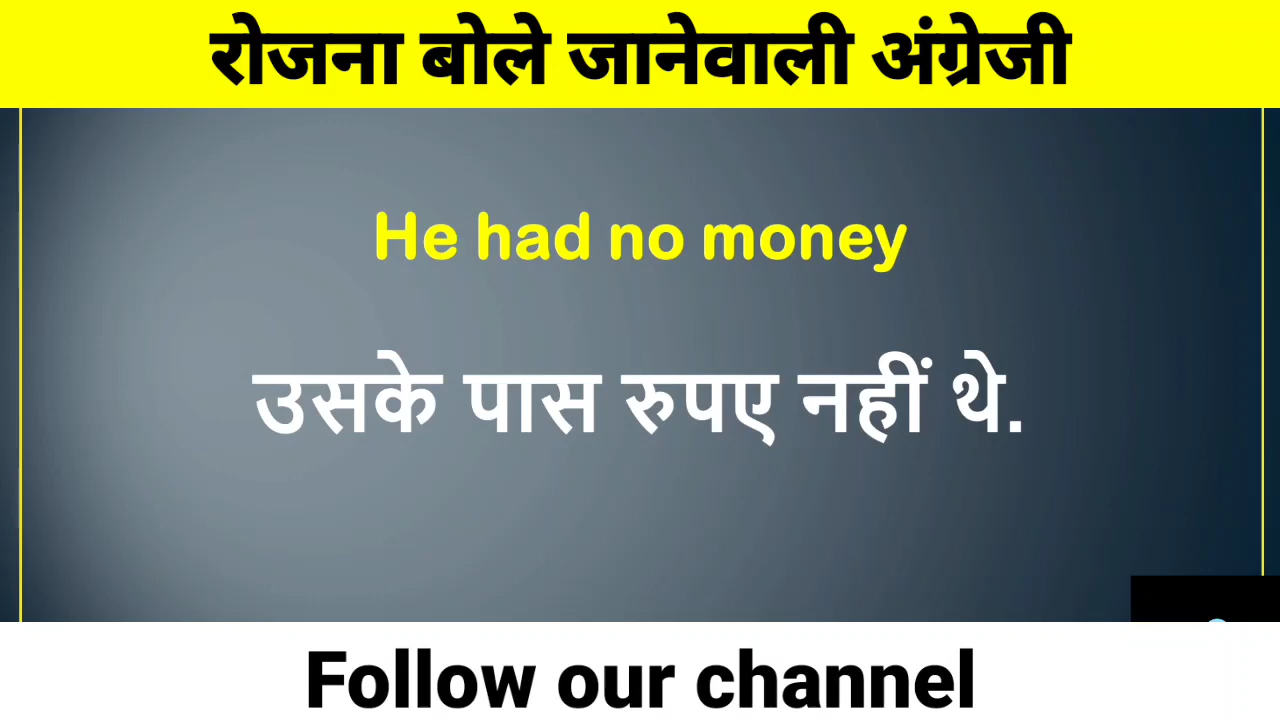 रोजना बोले जानेवाली अंग्रेजी
He had no money
उसके पास रुपए नहीं थे.
Follow our channel